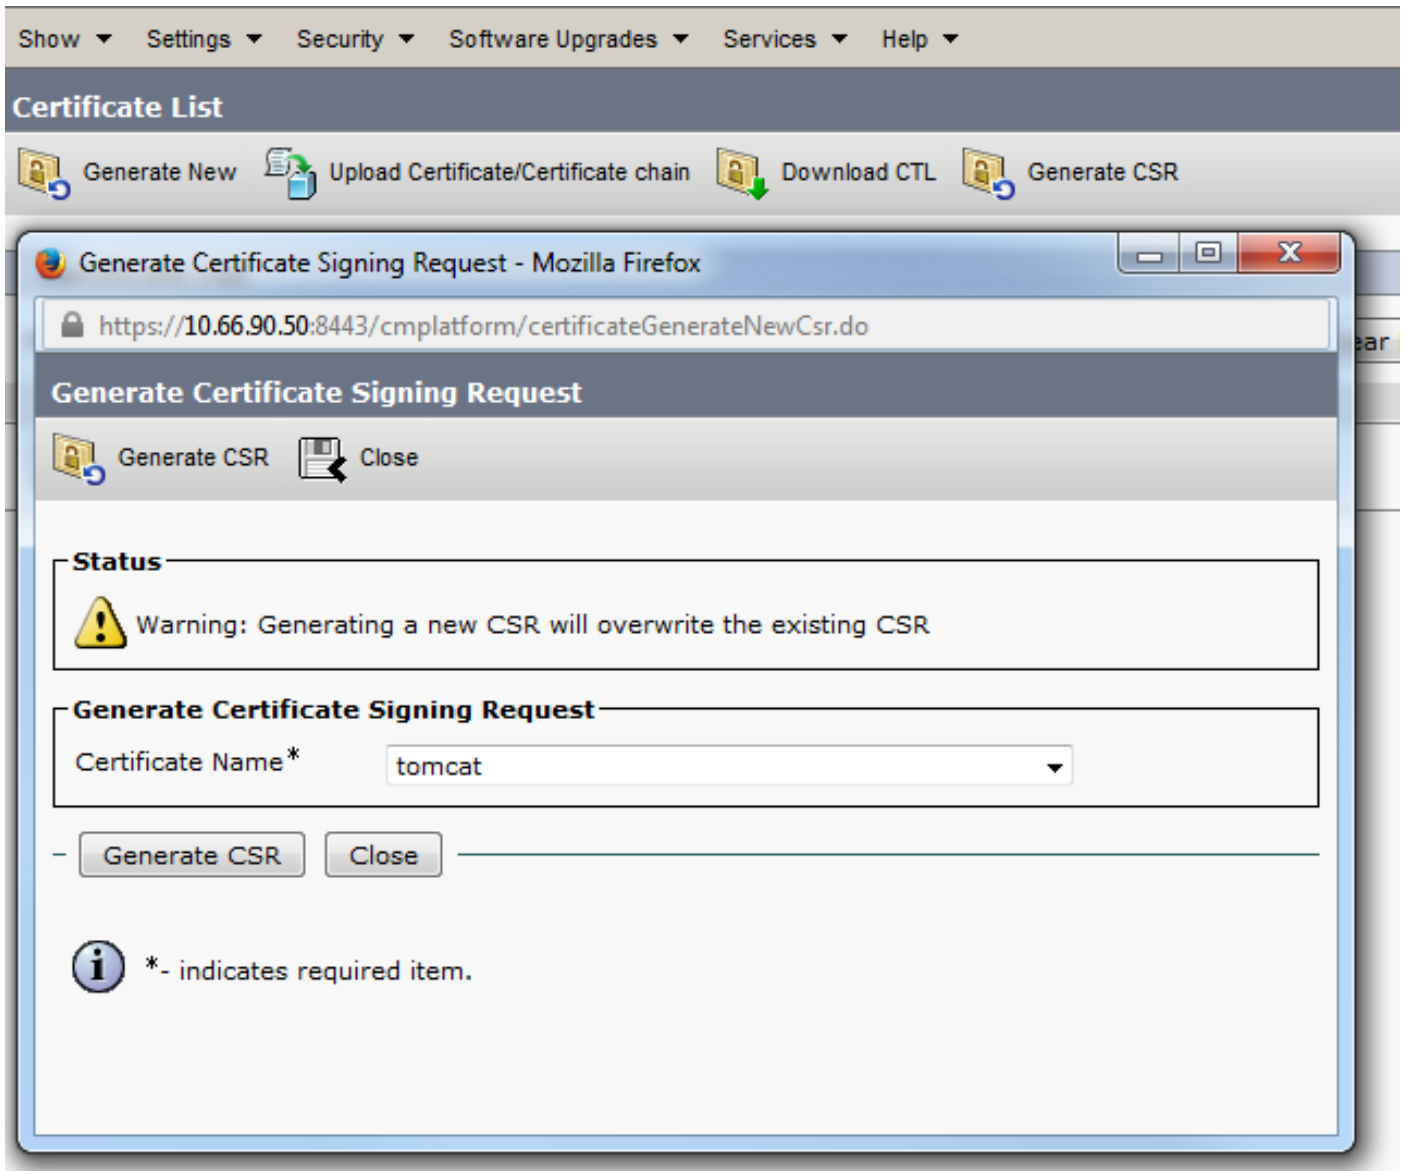 Show Settings Security Software Upgrades Services Help
Certificate List
Generate New Upload Certificate/Certificate chain Download CTL Generate CSR
Generate Certificate Signing Request - Mozilla Firefox
https://10.66.90.50:8443/cmplatform/certificateGenerateNewCsr.do
ear
Generate Certificate Signing Request
Generate CSR Close
Status
Warning: Generating a new CSR will overwrite the existing CSR
Generate Certificate Signing Request
Certificate Name* tomcat
Generate CSR Close
*- indicates required item.